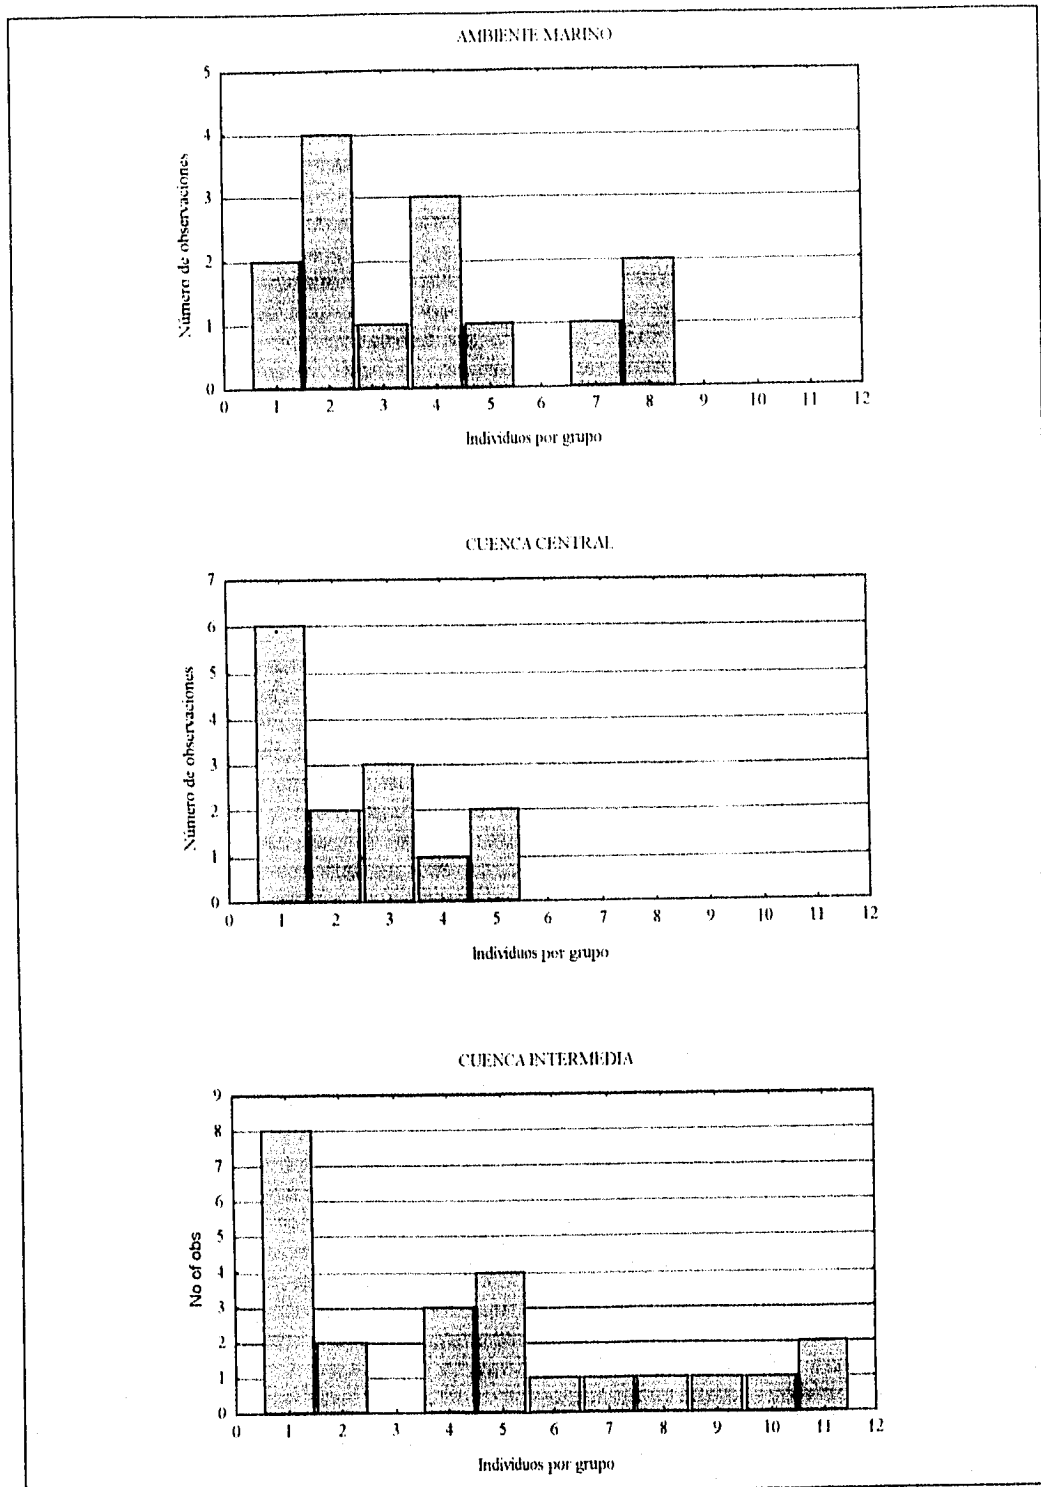 AMBIENTE MARINO
Número de observaciones
5
4
3
2
1
0
0 1 2 3 4 5 6 7 8 9 10 11 12
Individuos por grupo
CUENCA CENTRAL
Número de observaciones
7
6
5
4
3
2
1
0
0 1 2 3 4 5 6 7 8 9 10 11 12
Individuos por grupo
CUENCA INTERMEDIA
No of obs
9
8
7
6
5
4
3
2
1
0
0 1 2 3 4 5 6 7 8 9 10 11 12
Individuos por grupo